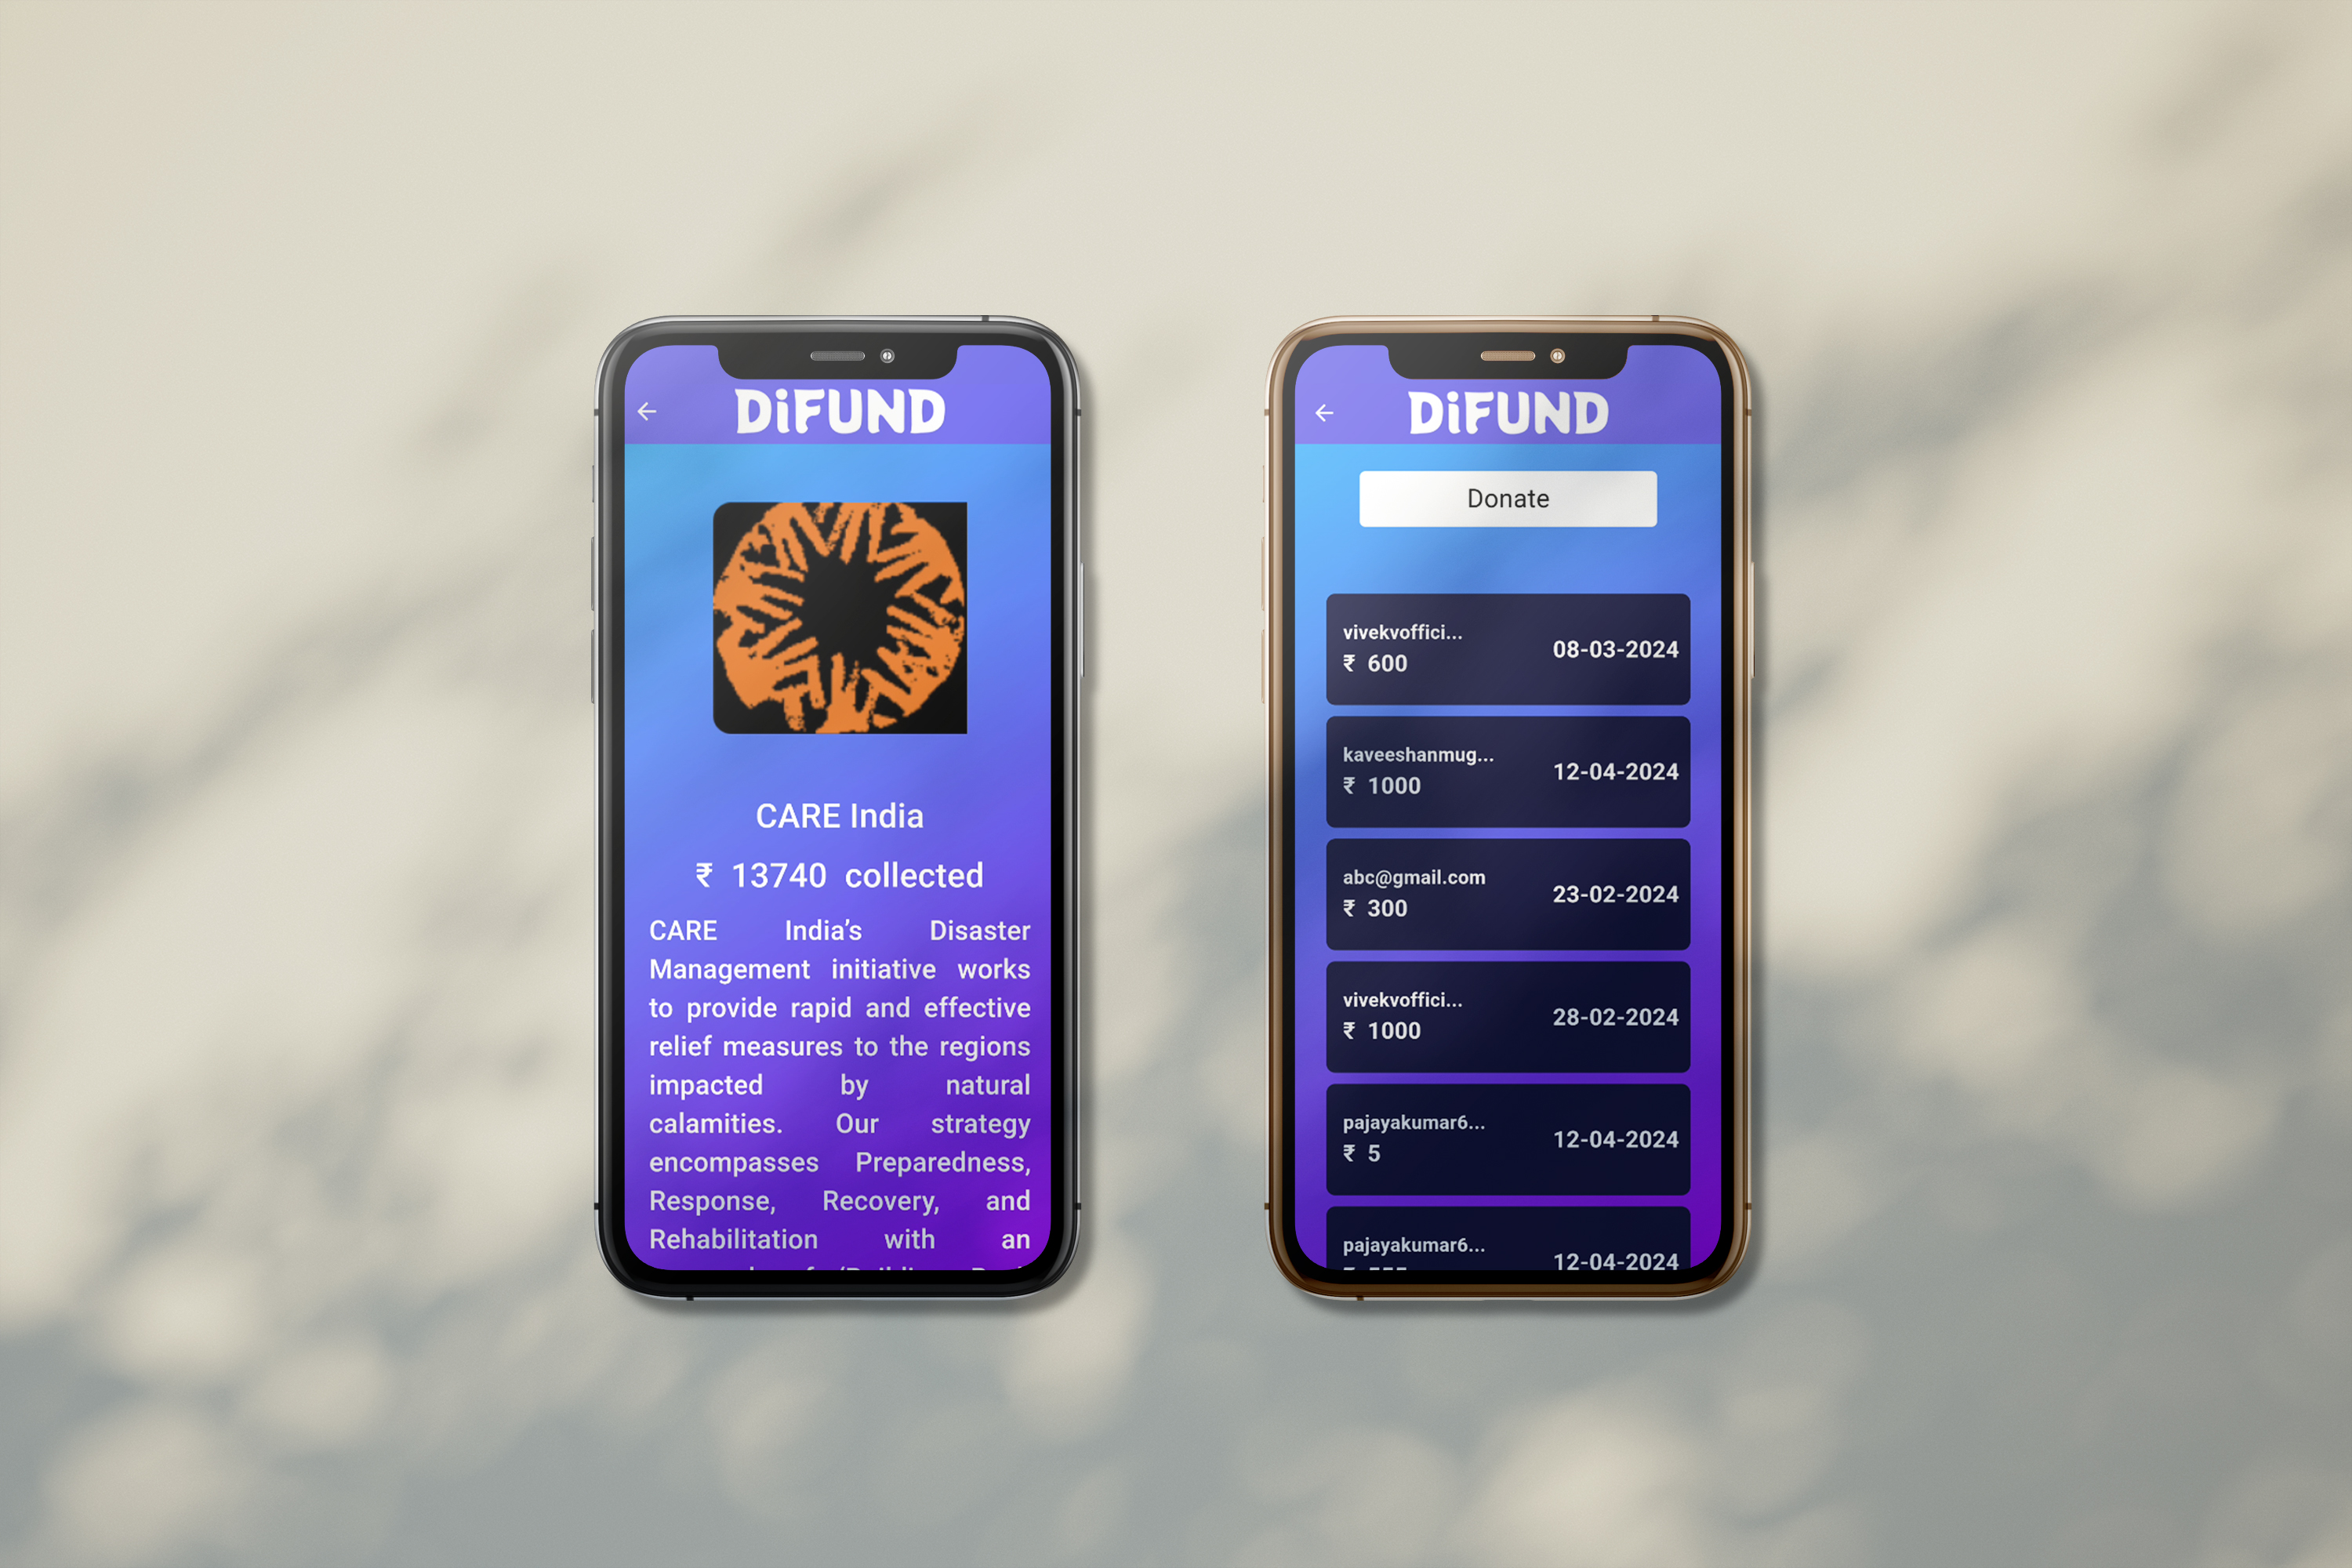 DiFUND
CARE India
₹ 13740 collected
CARE India’s Disaster
Management initiative works
to provide rapid and effective
relief measures to the regions
impacted by natural
calamities. Our strategy
encompasses Preparedness,
Response, Recovery, and
Rehabilitation with an
DiFUND
Donate
vivekvoffici...
08-03-2024
₹ 600
kaveeshanmug...
12-04-2024
₹ 1000
abc@gmail.com
23-02-2024
₹ 300
vivekvoffici...
28-02-2024
₹ 1000
pajayakumar6...
12-04-2024
₹ 5
pajayakumar6...
12-04-2024